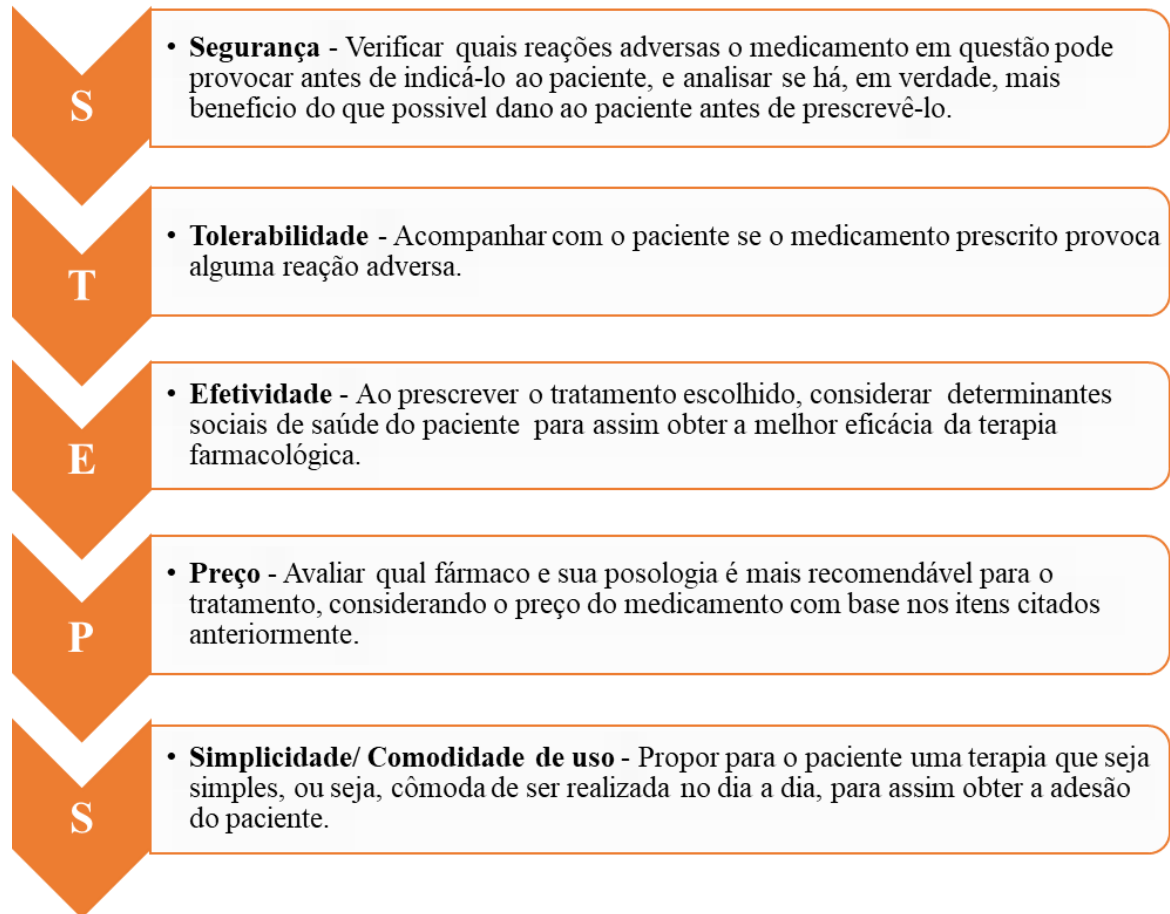 S
• Segurança - Verificar quais reações adversas o medicamento em questão pode
provocar antes de indicá-lo ao paciente, e analisar se há, em verdade, mais
beneficio do que possivel dano ao paciente antes de prescrevê-lo.
T
• Tolerabilidade - Acompanhar com o paciente se o medicamento prescrito provoca
alguma reação adversa.
E
• Efetividade - Ao prescrever o tratamento escolhido, considerar determinantes
sociais de saúde do paciente para assim obter a melhor eficácia da terapia
farmacológica.
P
• Preço - Avaliar qual fármaco e sua posologia é mais recomendável para o
tratamento, considerando o preço do medicamento com base nos itens citados
anteriormente.
S
• Simplicidade/ Comodidade de uso - Propor para o paciente uma terapia que seja
simples, ou seja, cômoda de ser realizada no dia a dia, para assim obter a adesão
do paciente.